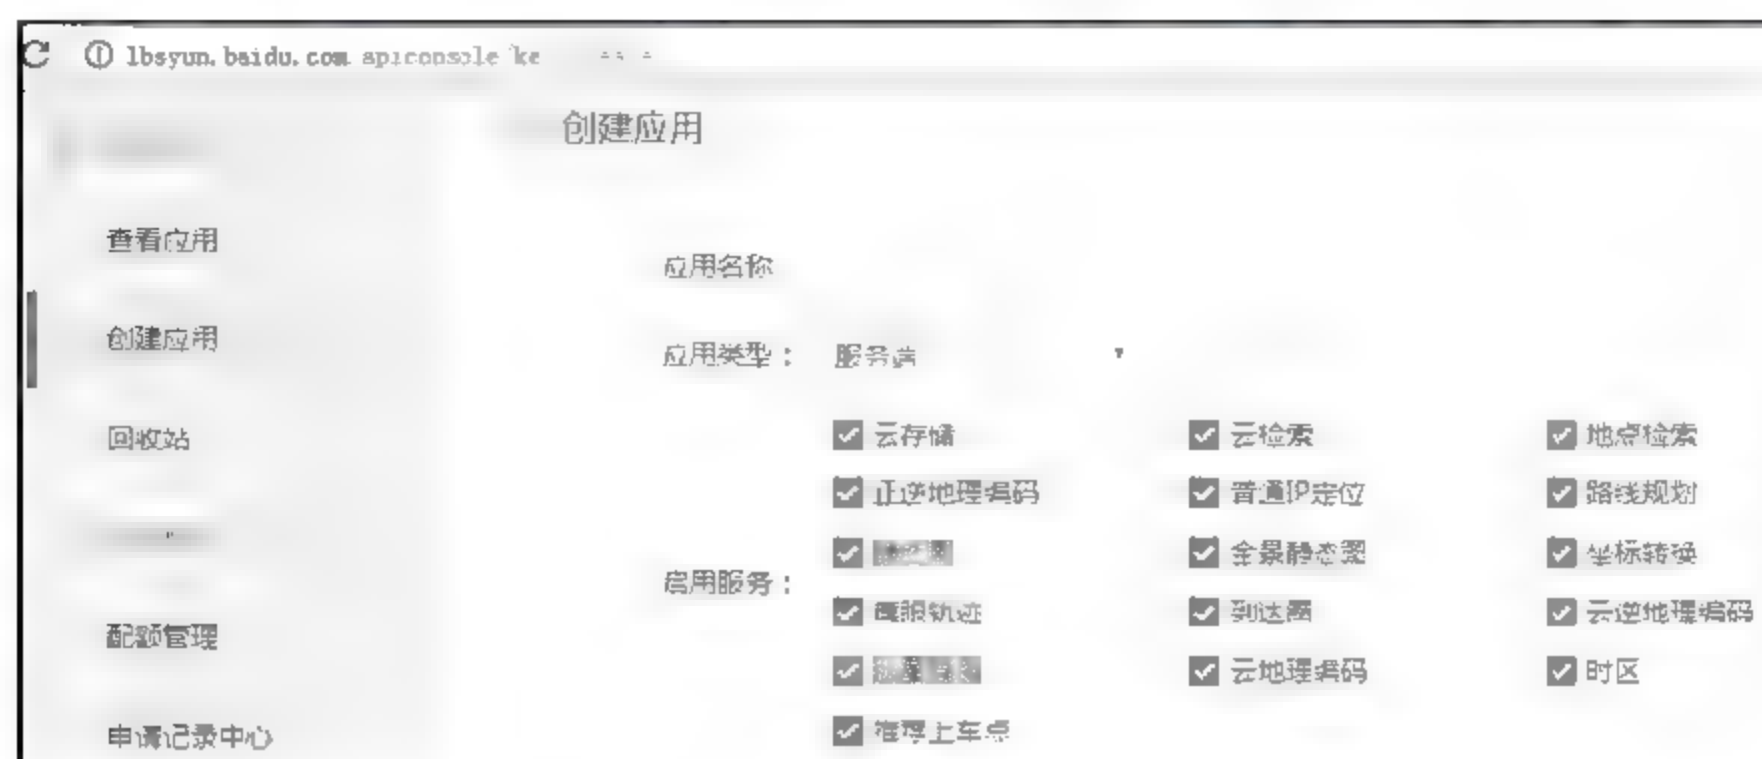 lbsyun.baidu.com apiconsole ke
创建应用
查看应用
应用名称
创建应用
应用类型： 服务端
云存储 云检索 地点检索
回收站
正逆地理编码 普通IP定位 路线规划
全景静态图 坐标转换
启用服务：
鹰眼轨迹 到达圈 云逆地理编码
配额管理
云地理编码 时区
推荐上车点
申请记录中心